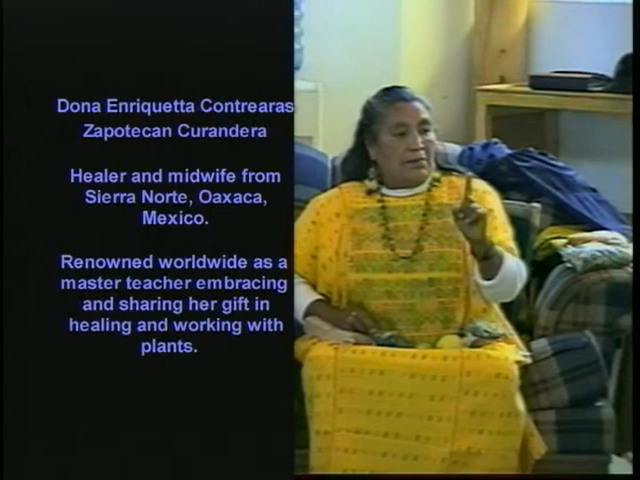 Dona Enriquetta Contrearas
Zapotecan Curandera
Healer and midwife from
Sierra Norte, Oaxaca,
Mexico.
Renowned worldwide as a
master teacher embracing
and sharing her gift in
healing and working with
plants.